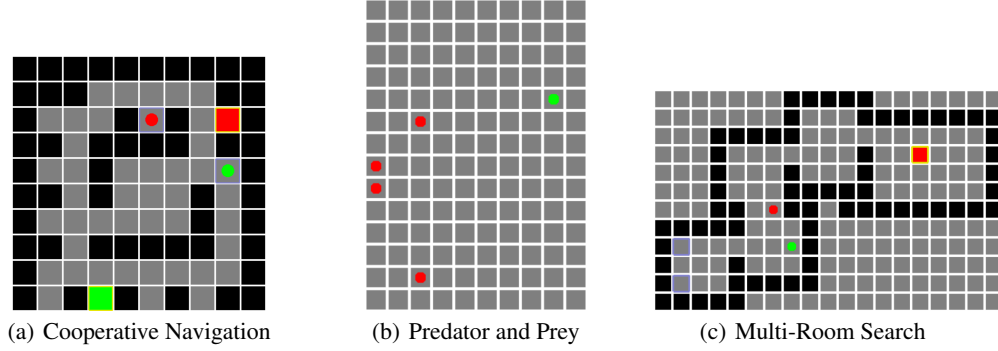 (a) Cooperative Navigation
(b) Predator and Prey
(c) Multi-Room Search